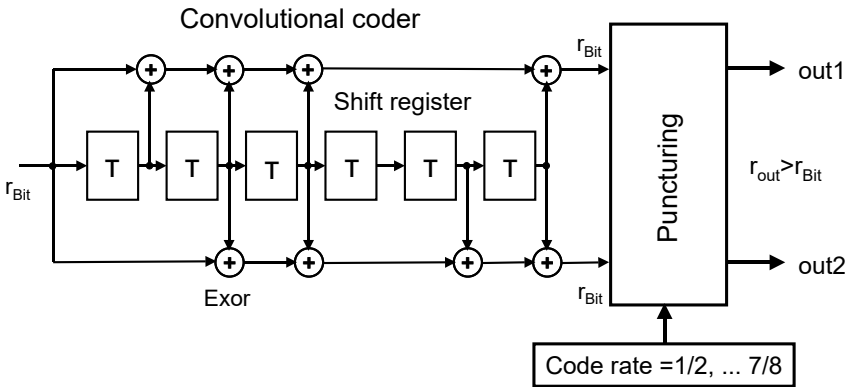 Convolutional coder
r_Bit
out1
Shift register
T T T T T T
r_Bit
Puncturing
r_out>r_Bit
out2
Exor
r_Bit
Code rate =1/2, ... 7/8